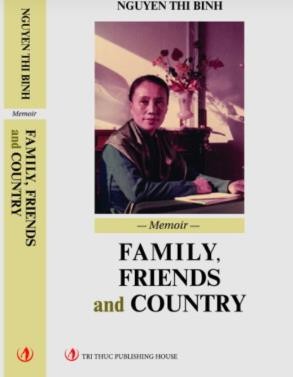 NGUYEN THI BINH
Memoir
FAMILY, FRIENDS
and COUNTRY
NGUYEN THI BINH
— Memoir —
FAMILY,
FRIENDS
and COUNTRY
TRI THUC PUBLISHING HOUSE